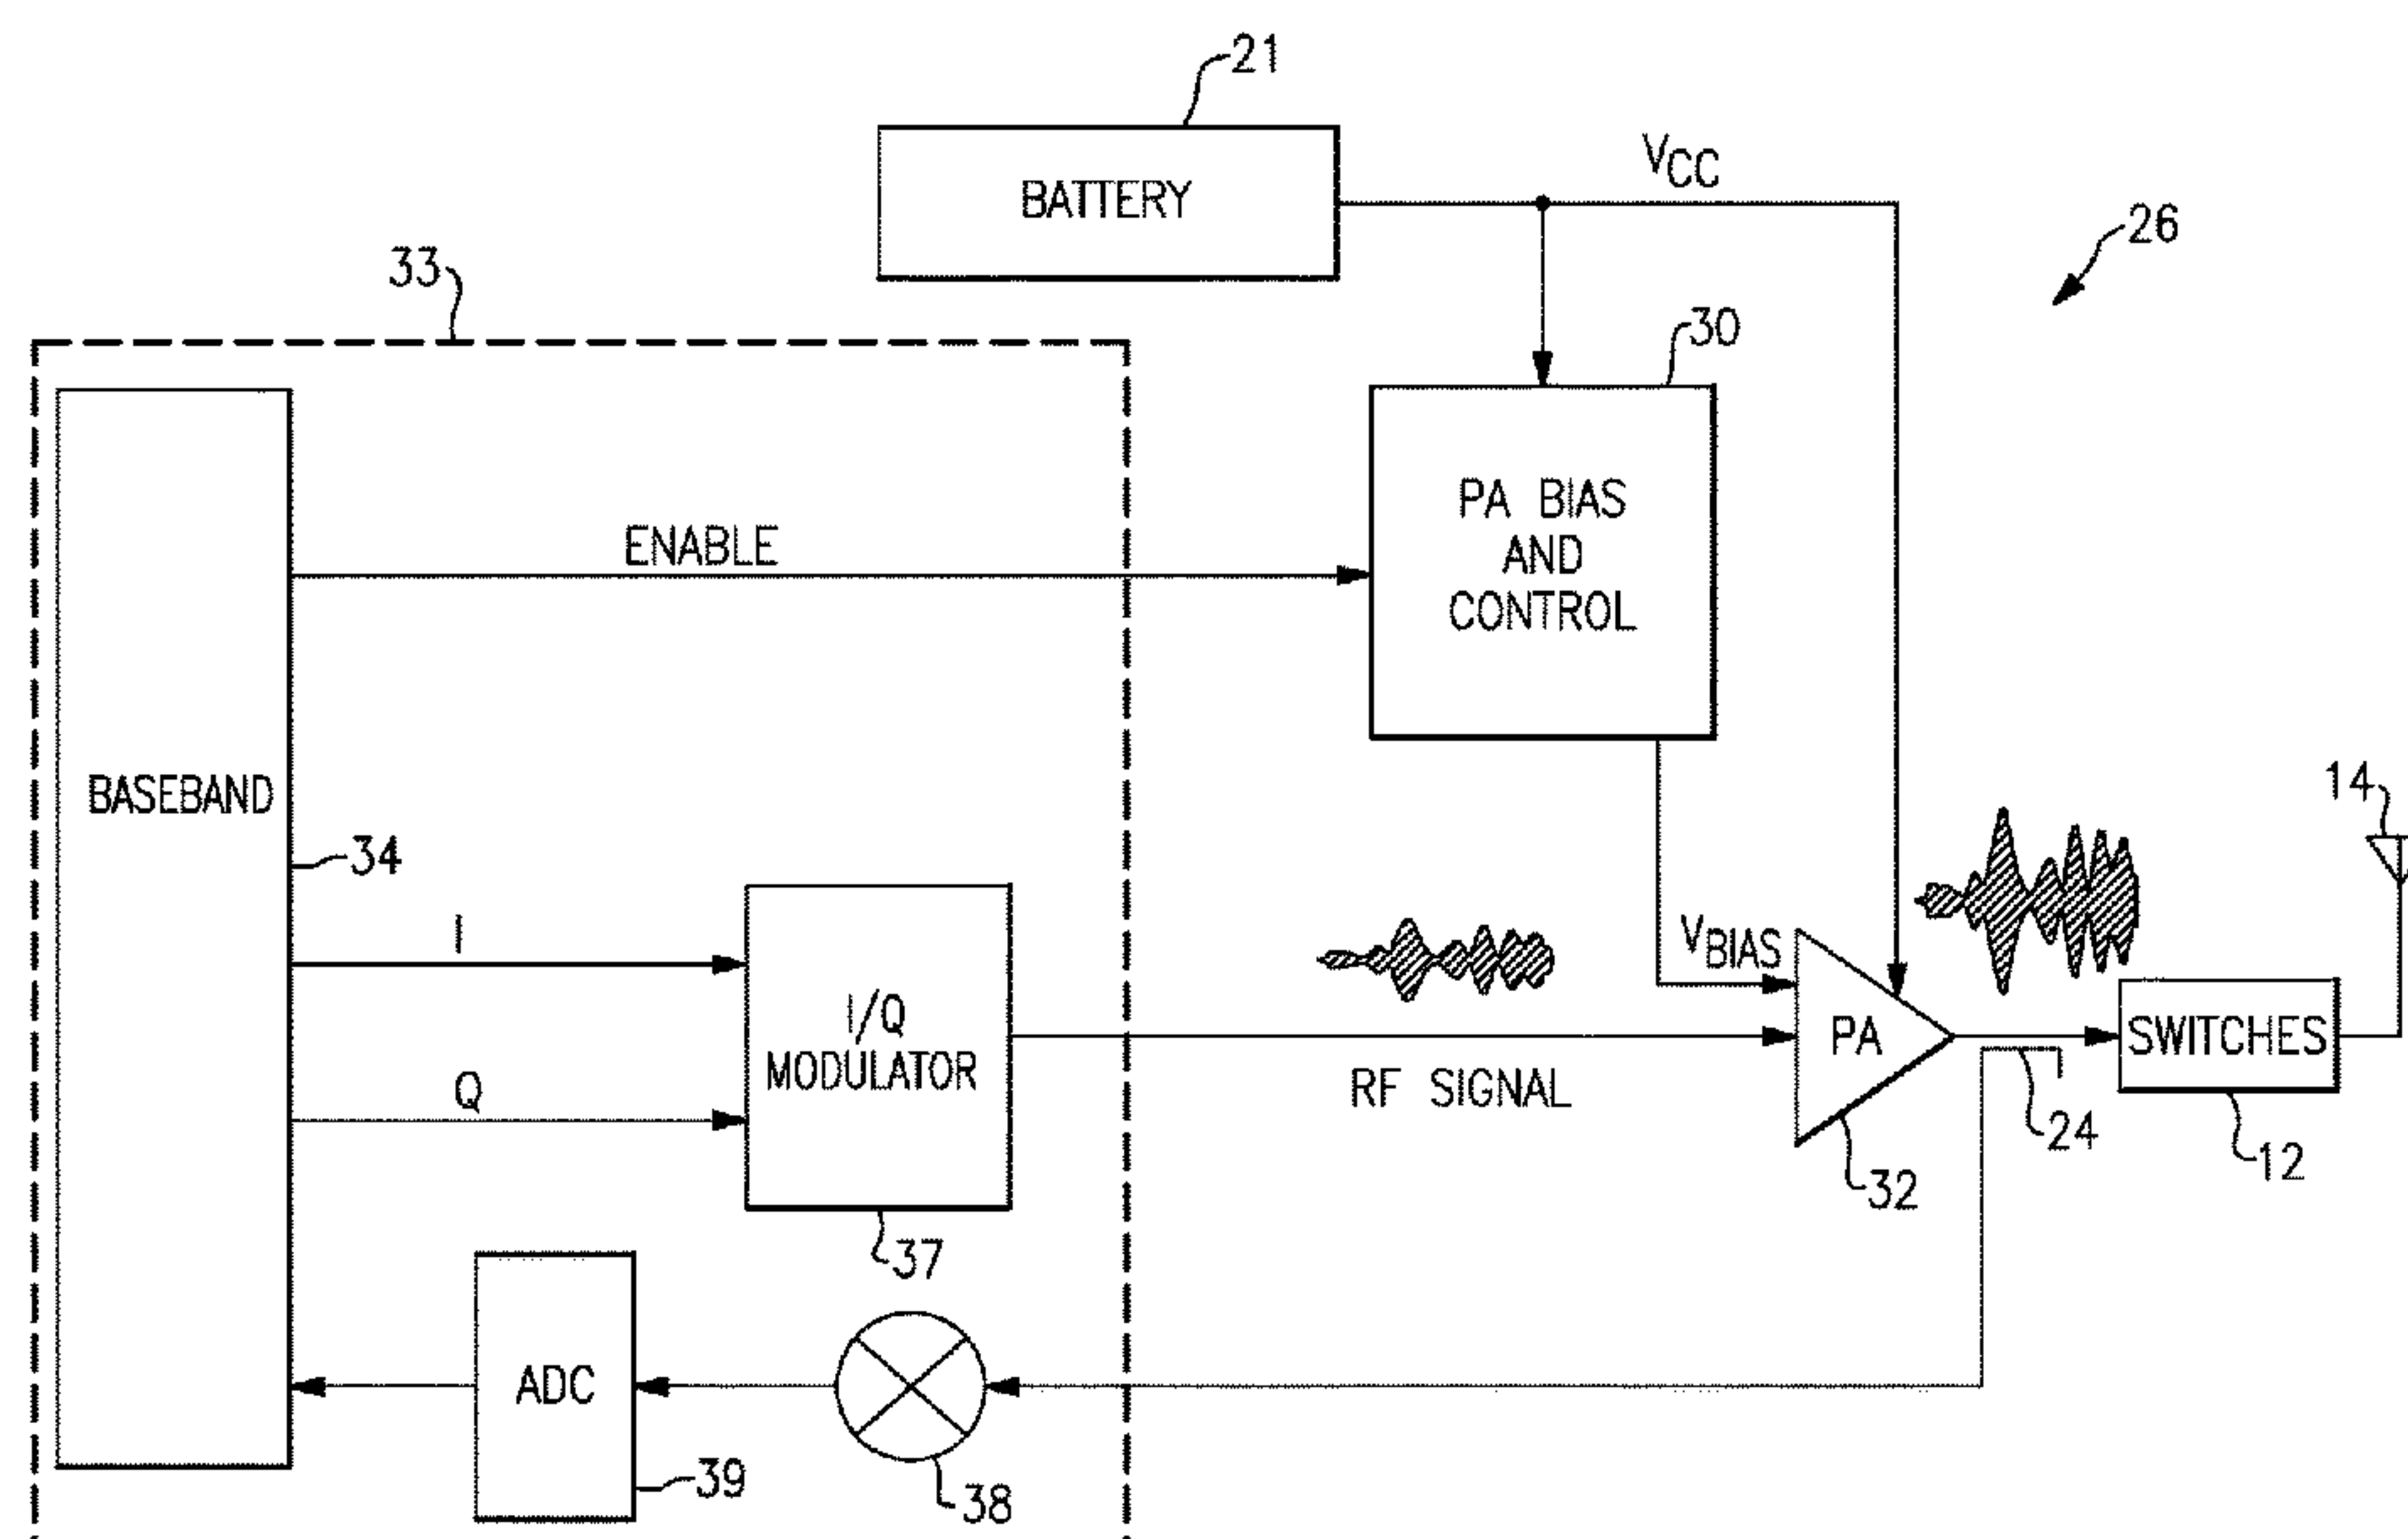 21
BATTERY
VCC
26
33
30
PA BIAS
AND
CONTROL
ENABLE
BASEBAND
34
14
I
VBIAS
I/Q
MODULATOR
PA
SWITCHES
RF SIGNAL
Q
24
12
32
37
ADC
39
38